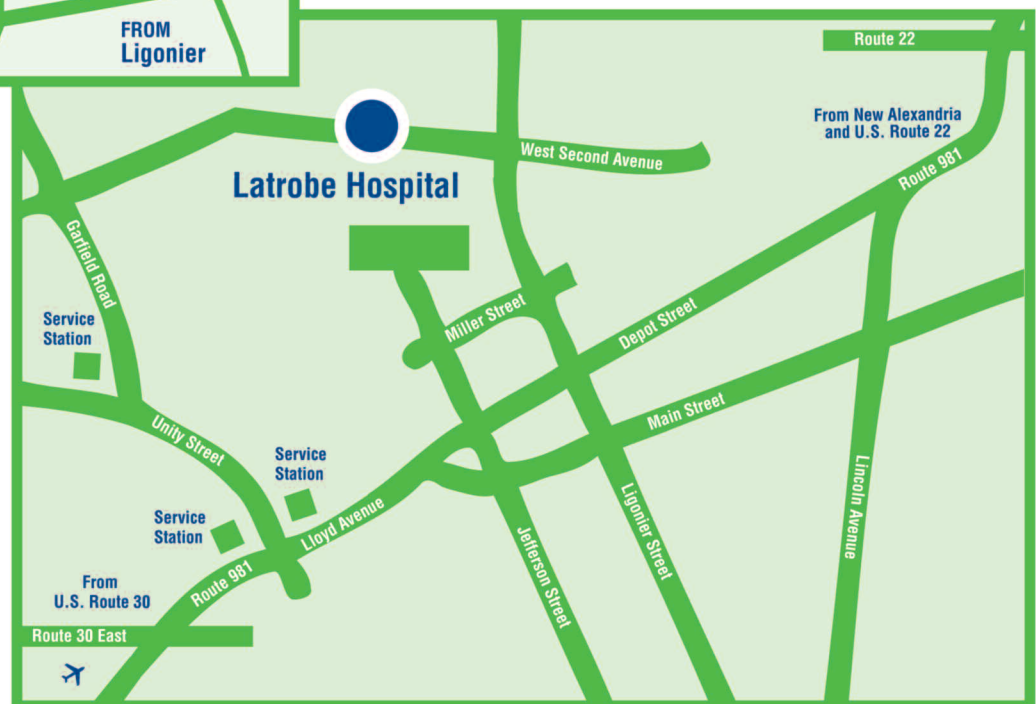 FROM
Ligonier
Route 22
From New Alexandria
and U.S. Route 22
West Second Avenue
Route 981
Latrobe Hospital
Garfield Road
Miller Street
Service
Station
Depot Street
Main Street
Unity Street
Service
Station
Lincoln Avenue
Ligonier Street
Service
Station
Lloyd Avenue
Jefferson Street
Route 981
From
U.S. Route 30
Route 30 East